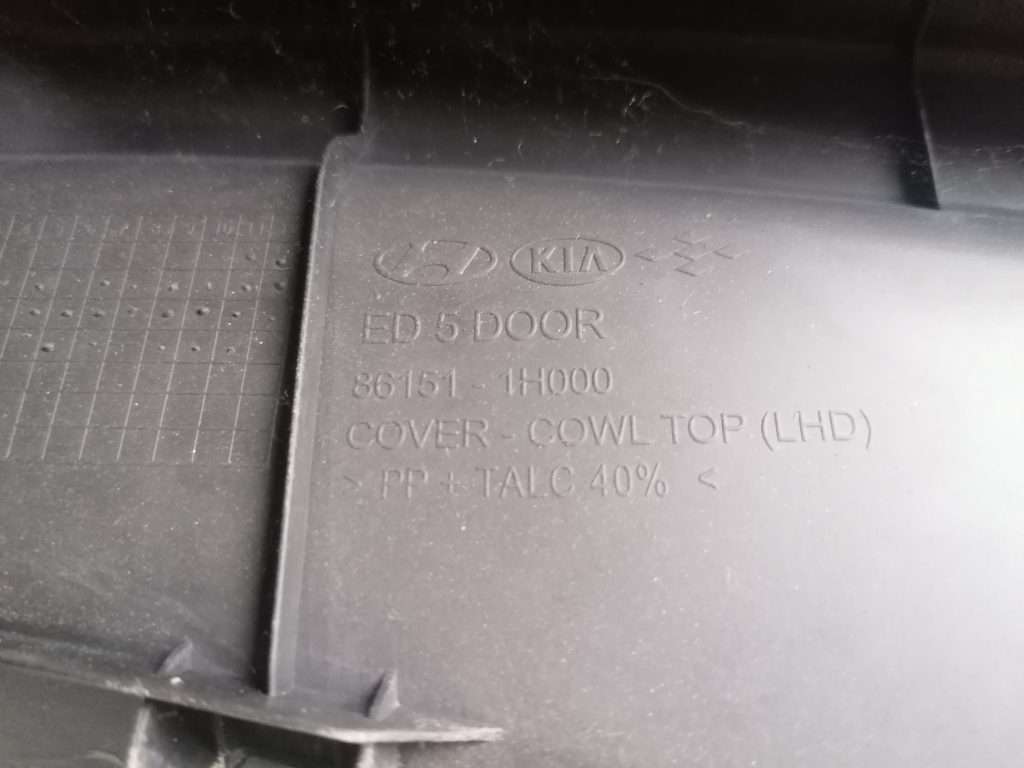 KIA
ED 5 DOOR
86151 - 1H000
COVER - COWL TOP (LHD)
> PP + TALC 40% <